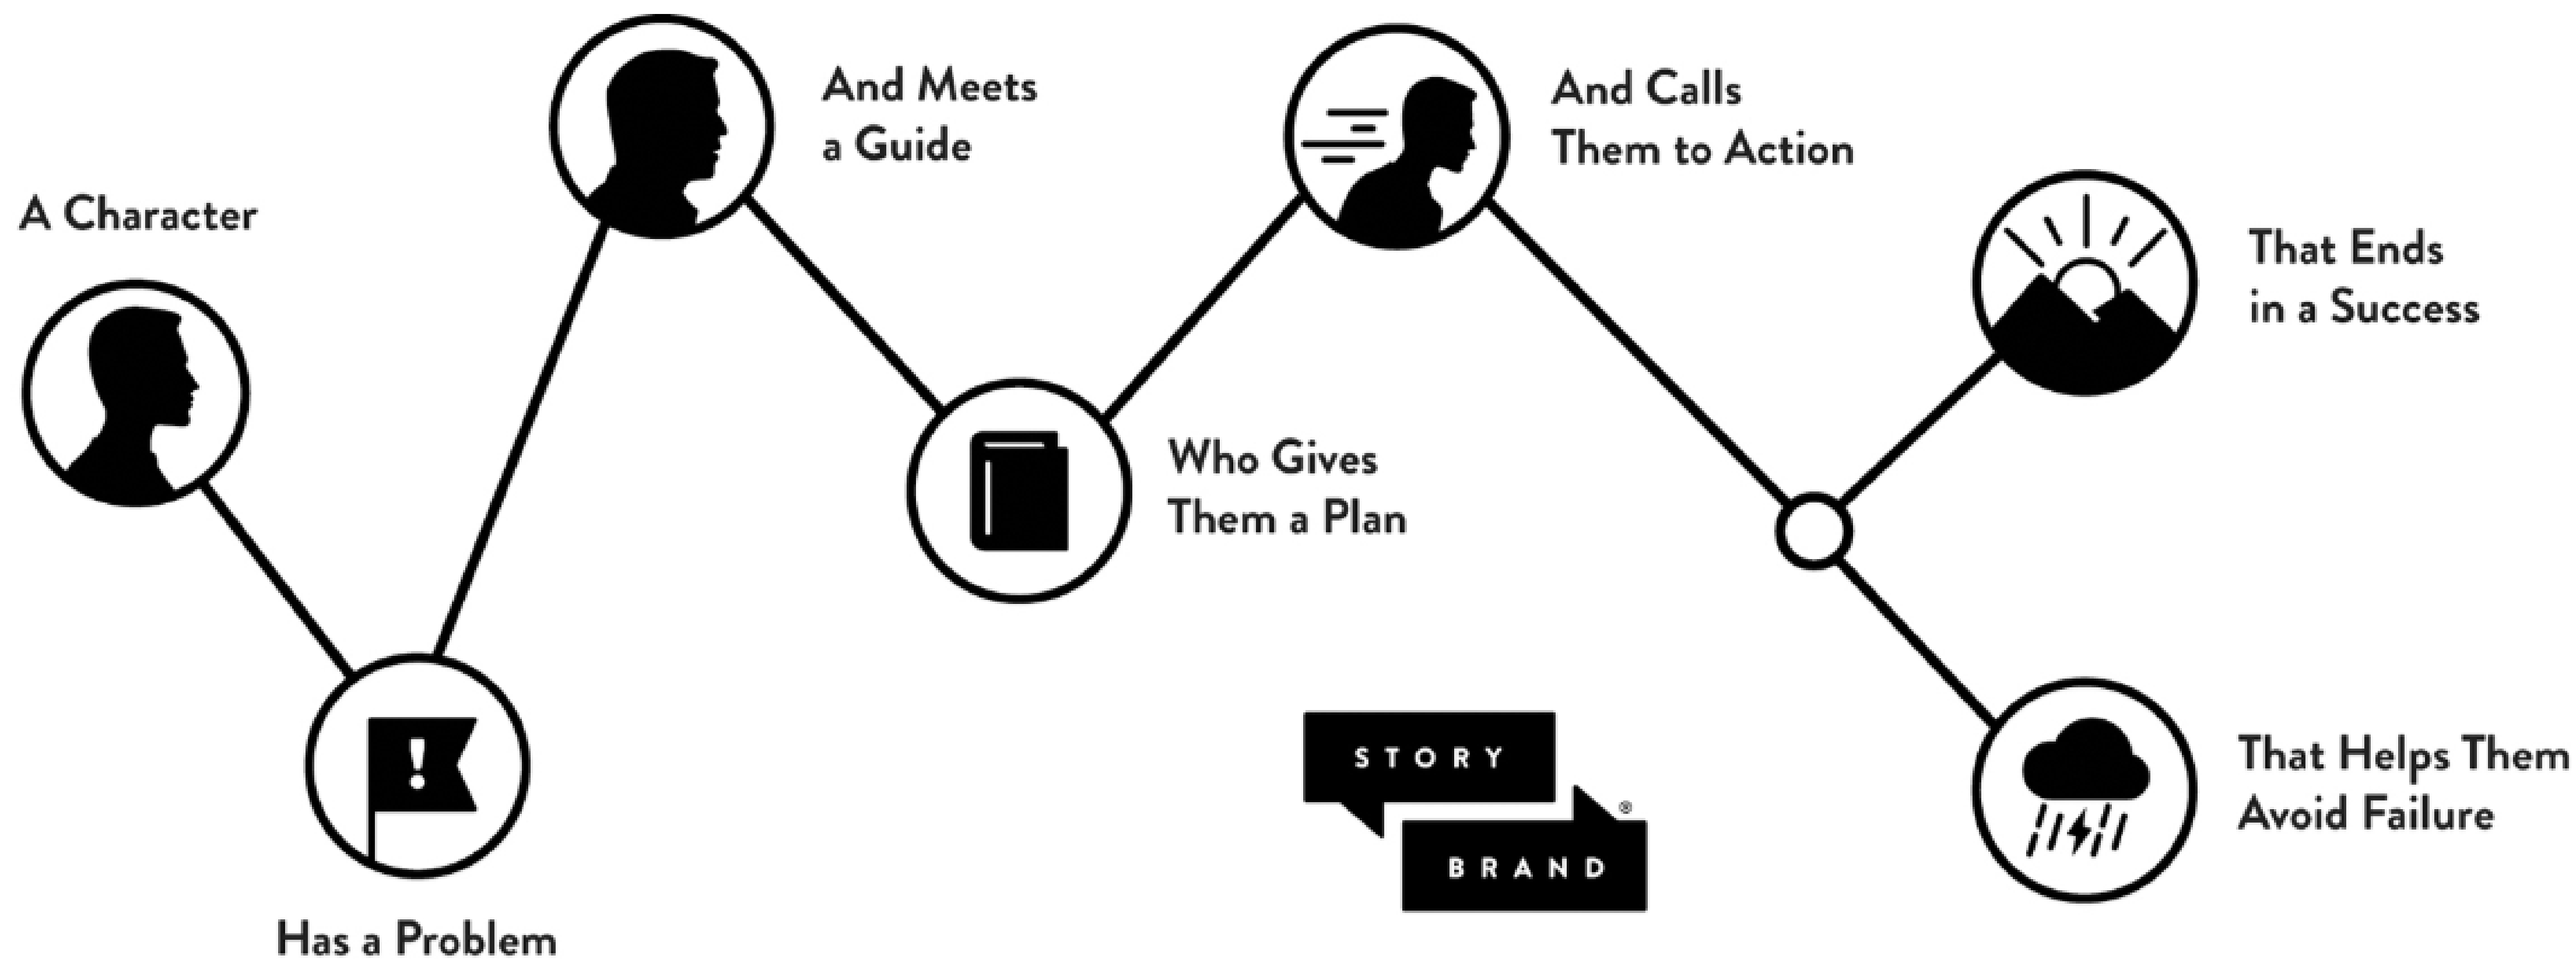 A Character
Has a Problem
And Meets
a Guide
Who Gives
Them a Plan
And Calls
Them to Action
That Ends
in a Success
That Helps Them
Avoid Failure
STORY
BRAND
®